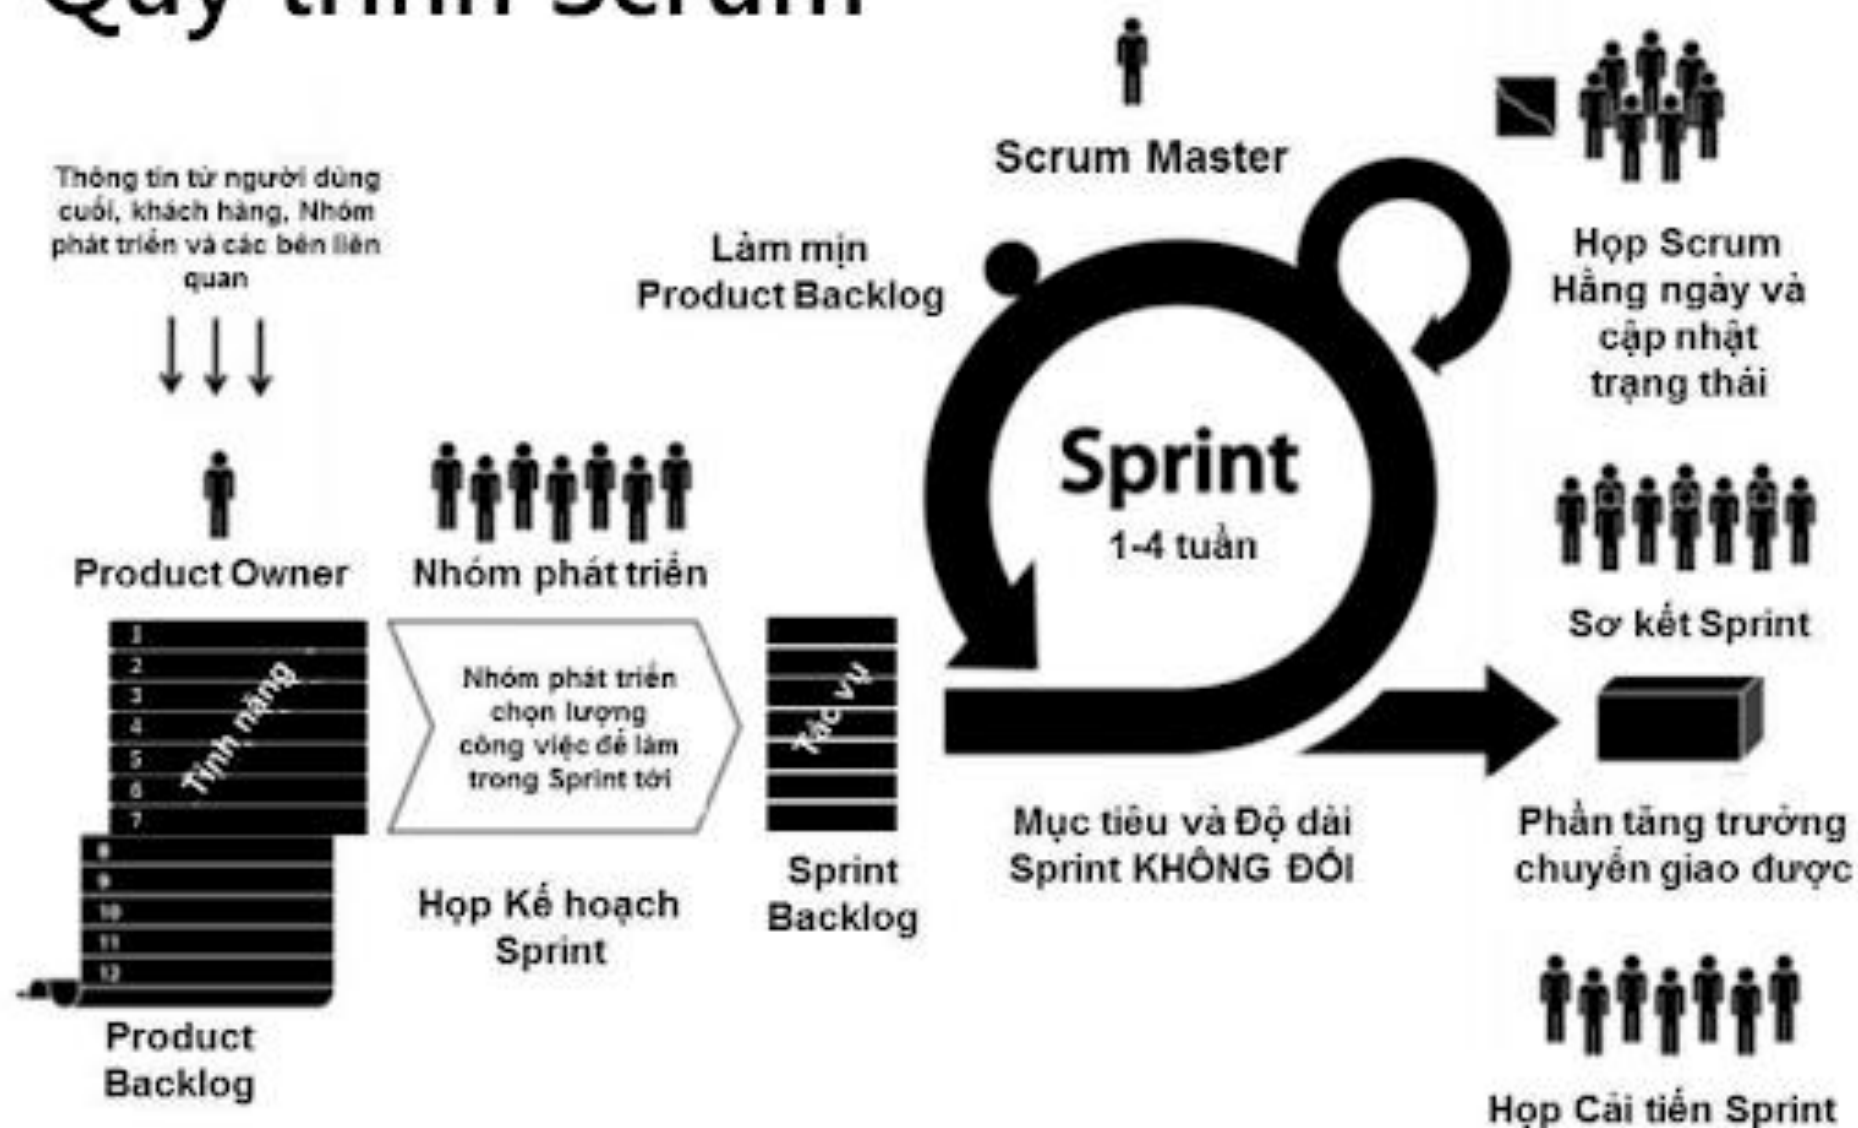 Quy trình Scrum
Thông tin từ người dùng
cuối, khách hàng, Nhóm
phát triển và các bên liên
quan
Product Owner
1
2
3
4
5
6
7
8
9
10
11
12
Tính năng
Product
Backlog
Nhóm phát triển
Nhóm phát triển
chọn lượng
công việc để làm
trong Sprint tới
Họp Kế hoạch
Sprint
Tác vụ
Sprint
Backlog
Scrum Master
Làm mịn
Product Backlog
Sprint
1-4 tuần
Mục tiêu và Độ dài
Sprint KHÔNG ĐỔI
Họp Scrum
Hằng ngày và
cập nhật
trạng thái
Sơ kết Sprint
Phần tăng trưởng
chuyển giao được
Họp Cải tiến Sprint